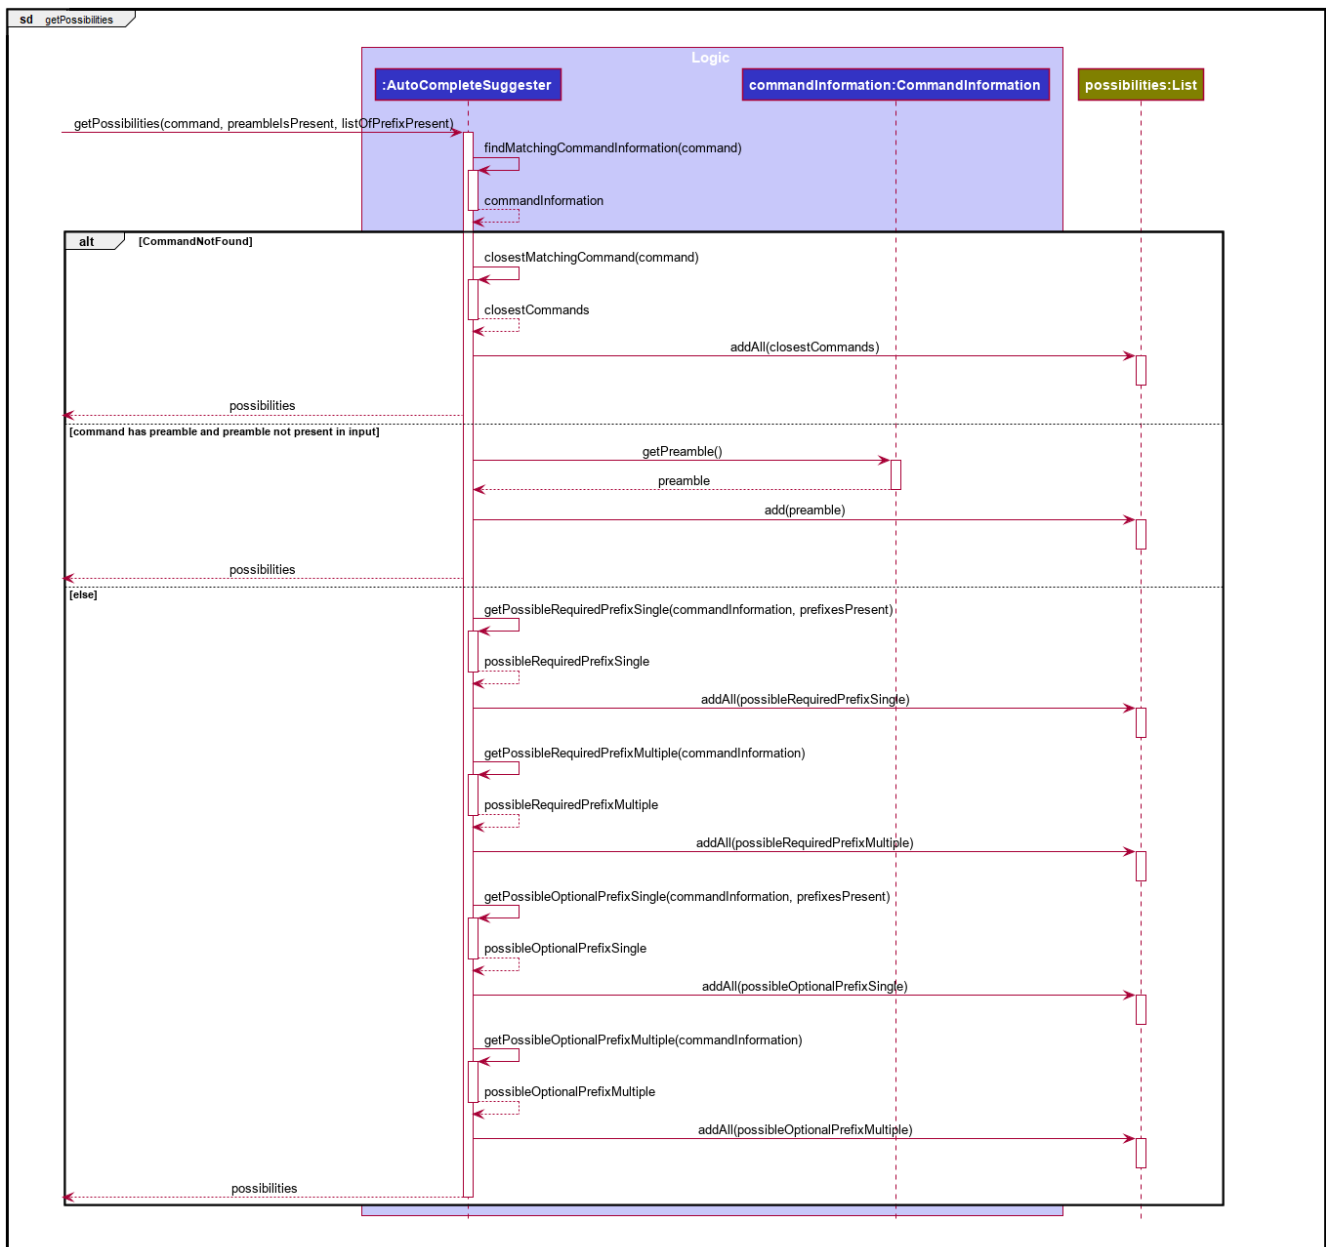 sd getPossibilities
Logic
:AutoCompleteSuggester
commandInformation:CommandInformation
possibilities:List
getPossibilities(command, preambleIsPresent, listOfPrefixPresent)
findMatchingCommandInformation(command)
commandInformation
alt [CommandNotFound]
closestMatchingCommand(command)
closestCommands
addAll(closestCommands)
possibilities
[command has preamble and preamble not present in input]
getPreamble()
preamble
add(preamble)
possibilities
[else]
getPossibleRequiredPrefixSingle(commandInformation, prefixesPresent)
possibleRequiredPrefixSingle
addAll(possibleRequiredPrefixSingle)
getPossibleRequiredPrefixMultiple(commandInformation)
possibleRequiredPrefixMultiple
addAll(possibleRequiredPrefixMultiple)
getPossibleOptionalPrefixSingle(commandInformation, prefixesPresent)
possibleOptionalPrefixSingle
addAll(possibleOptionalPrefixSingle)
getPossibleOptionalPrefixMultiple(commandInformation)
possibleOptionalPrefixMultiple
addAll(possibleOptionalPrefixMultiple)
possibilities